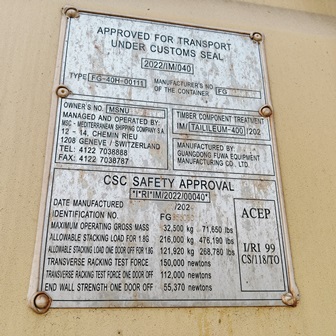 APPROVED FOR TRANSPORT
UNDER CUSTOMS SEAL
2022/IM/040
TYPE FG-40H-00111 MANUFACTURER'S NO.
OF THE CONTAINER FG
OWNER'S NO. MSNU
MANAGED AND OPERATED BY:
MSC - MEDITERRANEAN SHIPPING COMPANY S.A.
12 - 14, CHEMIN RIEU
1208 GENEVE / SWITZERLAND
TEL: 4122 7038888
FAX: 4122 7038787
TIMBER COMPONENT TREATMENT
IM/TAILILEUM-400/202
MANUFACTURED BY:
GUANGDONG FUWA EQUIPMENT
MANUFACTURING CO., LTD.
CSC SAFETY APPROVAL
*I*RI*IM/2022/00040*
DATE MANUFACTURED /202
IDENTIFICATION NO. FG
MAXIMUM OPERATING GROSS MASS 32,500 kg 71,650 lbs
ALLOWABLE STACKING LOAD FOR 1.8G 216,000 kg 476,190 lbs
ALLOWABLE STACKING LOAD ONE DOOR OFF FOR 1.8G 121,920 kg 268,780 lbs
TRANSVERSE RACKING TEST FORCE 150,000 newtons
TRANSVERSE RACKING TEST FORCE ONE DOOR OFF 112,000 newtons
END WALL STRENGTH ONE DOOR OFF 55,370 newtons
ACEP
I/RI 99
CS/118/TO